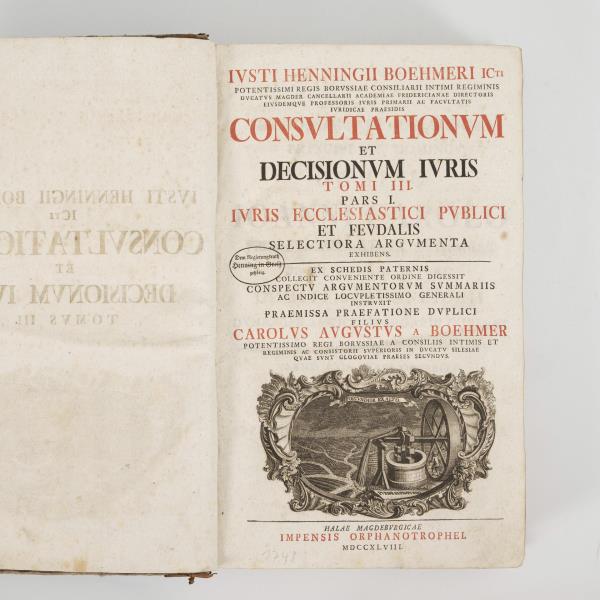 IVSTI HENNINGII BOEHMERI ICTI
POTENTISSIMI REGIS BORVSSIAE CONSILIARII INTIMI REGIMINIS
DVCATVS MAGDEB CANCELLARII ACADEMIAE FRIDERICIANAE DIRECTORIS
EIVSDEMQVE PROFESSORIS IVRIS PRIMARII AC FACVLTATIS
IVRIDICAE PRAESIDIS
CONSVLTATIONVM
ET
DECISIONVM IVRIS
TOMI III.
PARS I.
IVRIS ECCLESIASTICI PVBLICI
ET FEVDALIS
SELECTIORA ARGVMENTA
EXHIBENS.
EX SCHEDIS PATERNIS
COLLEGIT CONVENIENTE ORDINE DIGESSIT
CONSPECTV ARGVMENTORVM SVMMARIIS
AC INDICE LOCVPLETISSIMO GENERALI
INSTRVXIT
PRAEMISSA PRAEFATIONE DVPLICI
FILIVS
CAROLVS AVGVSTVS A BOEHMER
POTENTISSIMO REGI BORVSSIAE A CONSILIIS INTIMIS ET
REGIMINIS AC CONSISTORII SVPERIORIS IN DVCATV SILESIAE
QVAE SVNT GLOGOVIAE PRAESES SECVNDVS.
HALAE MAGDEBVRGICAE
IMPENSIS ORPHANOTROPHEI.
MDCCXLVIII.